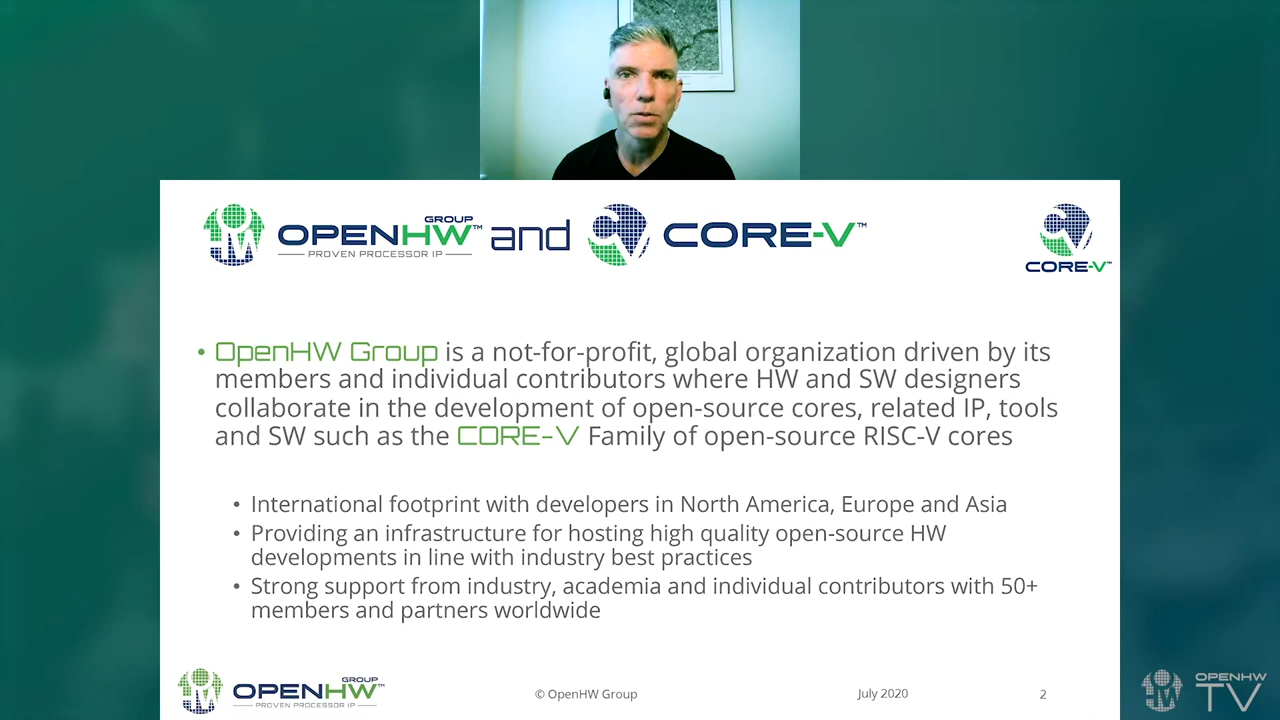 GROUP
OPENHW™ and CORE-V™
PROVEN PROCESSOR IP
CORE-V™
• OpenHW Group is a not-for-profit, global organization driven by its
members and individual contributors where HW and SW designers
collaborate in the development of open-source cores, related IP, tools
and SW such as the CORE-V Family of open-source RISC-V cores
• International footprint with developers in North America, Europe and Asia
• Providing an infrastructure for hosting high quality open-source HW
developments in line with industry best practices
• Strong support from industry, academia and individual contributors with 50+
members and partners worldwide
GROUP
OPENHW™
PROVEN PROCESSOR IP
© OpenHW Group
July 2020
2
OPENHW
TV